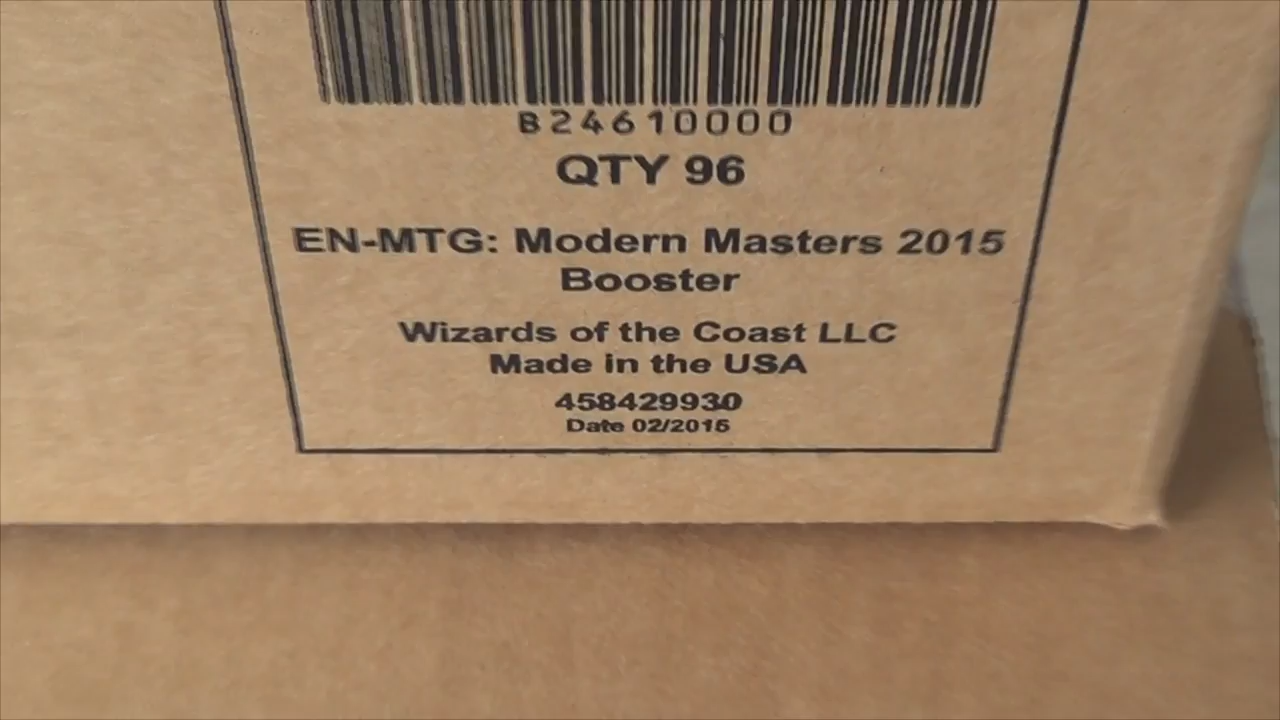 B24610000
QTY 96
EN-MTG: Modern Masters 2015
Booster
Wizards of the Coast LLC
Made in the USA
458429930
Date 02/2015